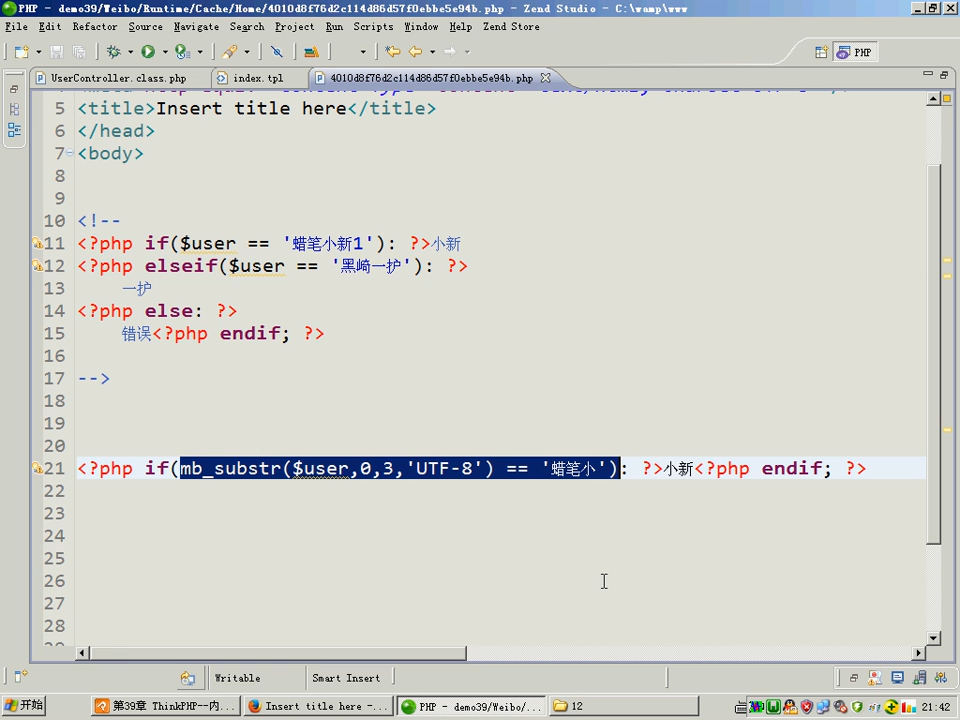 PHP - demo39/Weibo/Runtime/Cache/Home/4010d8f76d2c114d86d57f0ebbe5e94b.php - Zend Studio - C:\wamp\www
File Edit Refactor Source Navigate Search Project Run Scripts Window Help Zend Store
PHP
UserController.class.php index.tpl 4010d8f76d2c114d86d57f0ebbe5e94b.php
5 <title>Insert title here</title>
6 </head>
7 <body>
8
9
10 <!--
11 <?php if($user == '蜡笔小新1'): ?>小新
12 <?php elseif($user == '黑崎一护'): ?>
13 一护
14 <?php else: ?>
15 错误<?php endif; ?>
16
17 -->
18
19
20
21 <?php if(mb_substr($user,0,3,'UTF-8') == '蜡笔小'): ?>小新<?php endif; ?>
22
23
24
25
26
27
28
Writable Smart Insert
开始 第39章 ThinkPHP--内... Insert title here -... PHP - demo39/Weibo/... 12 21:42